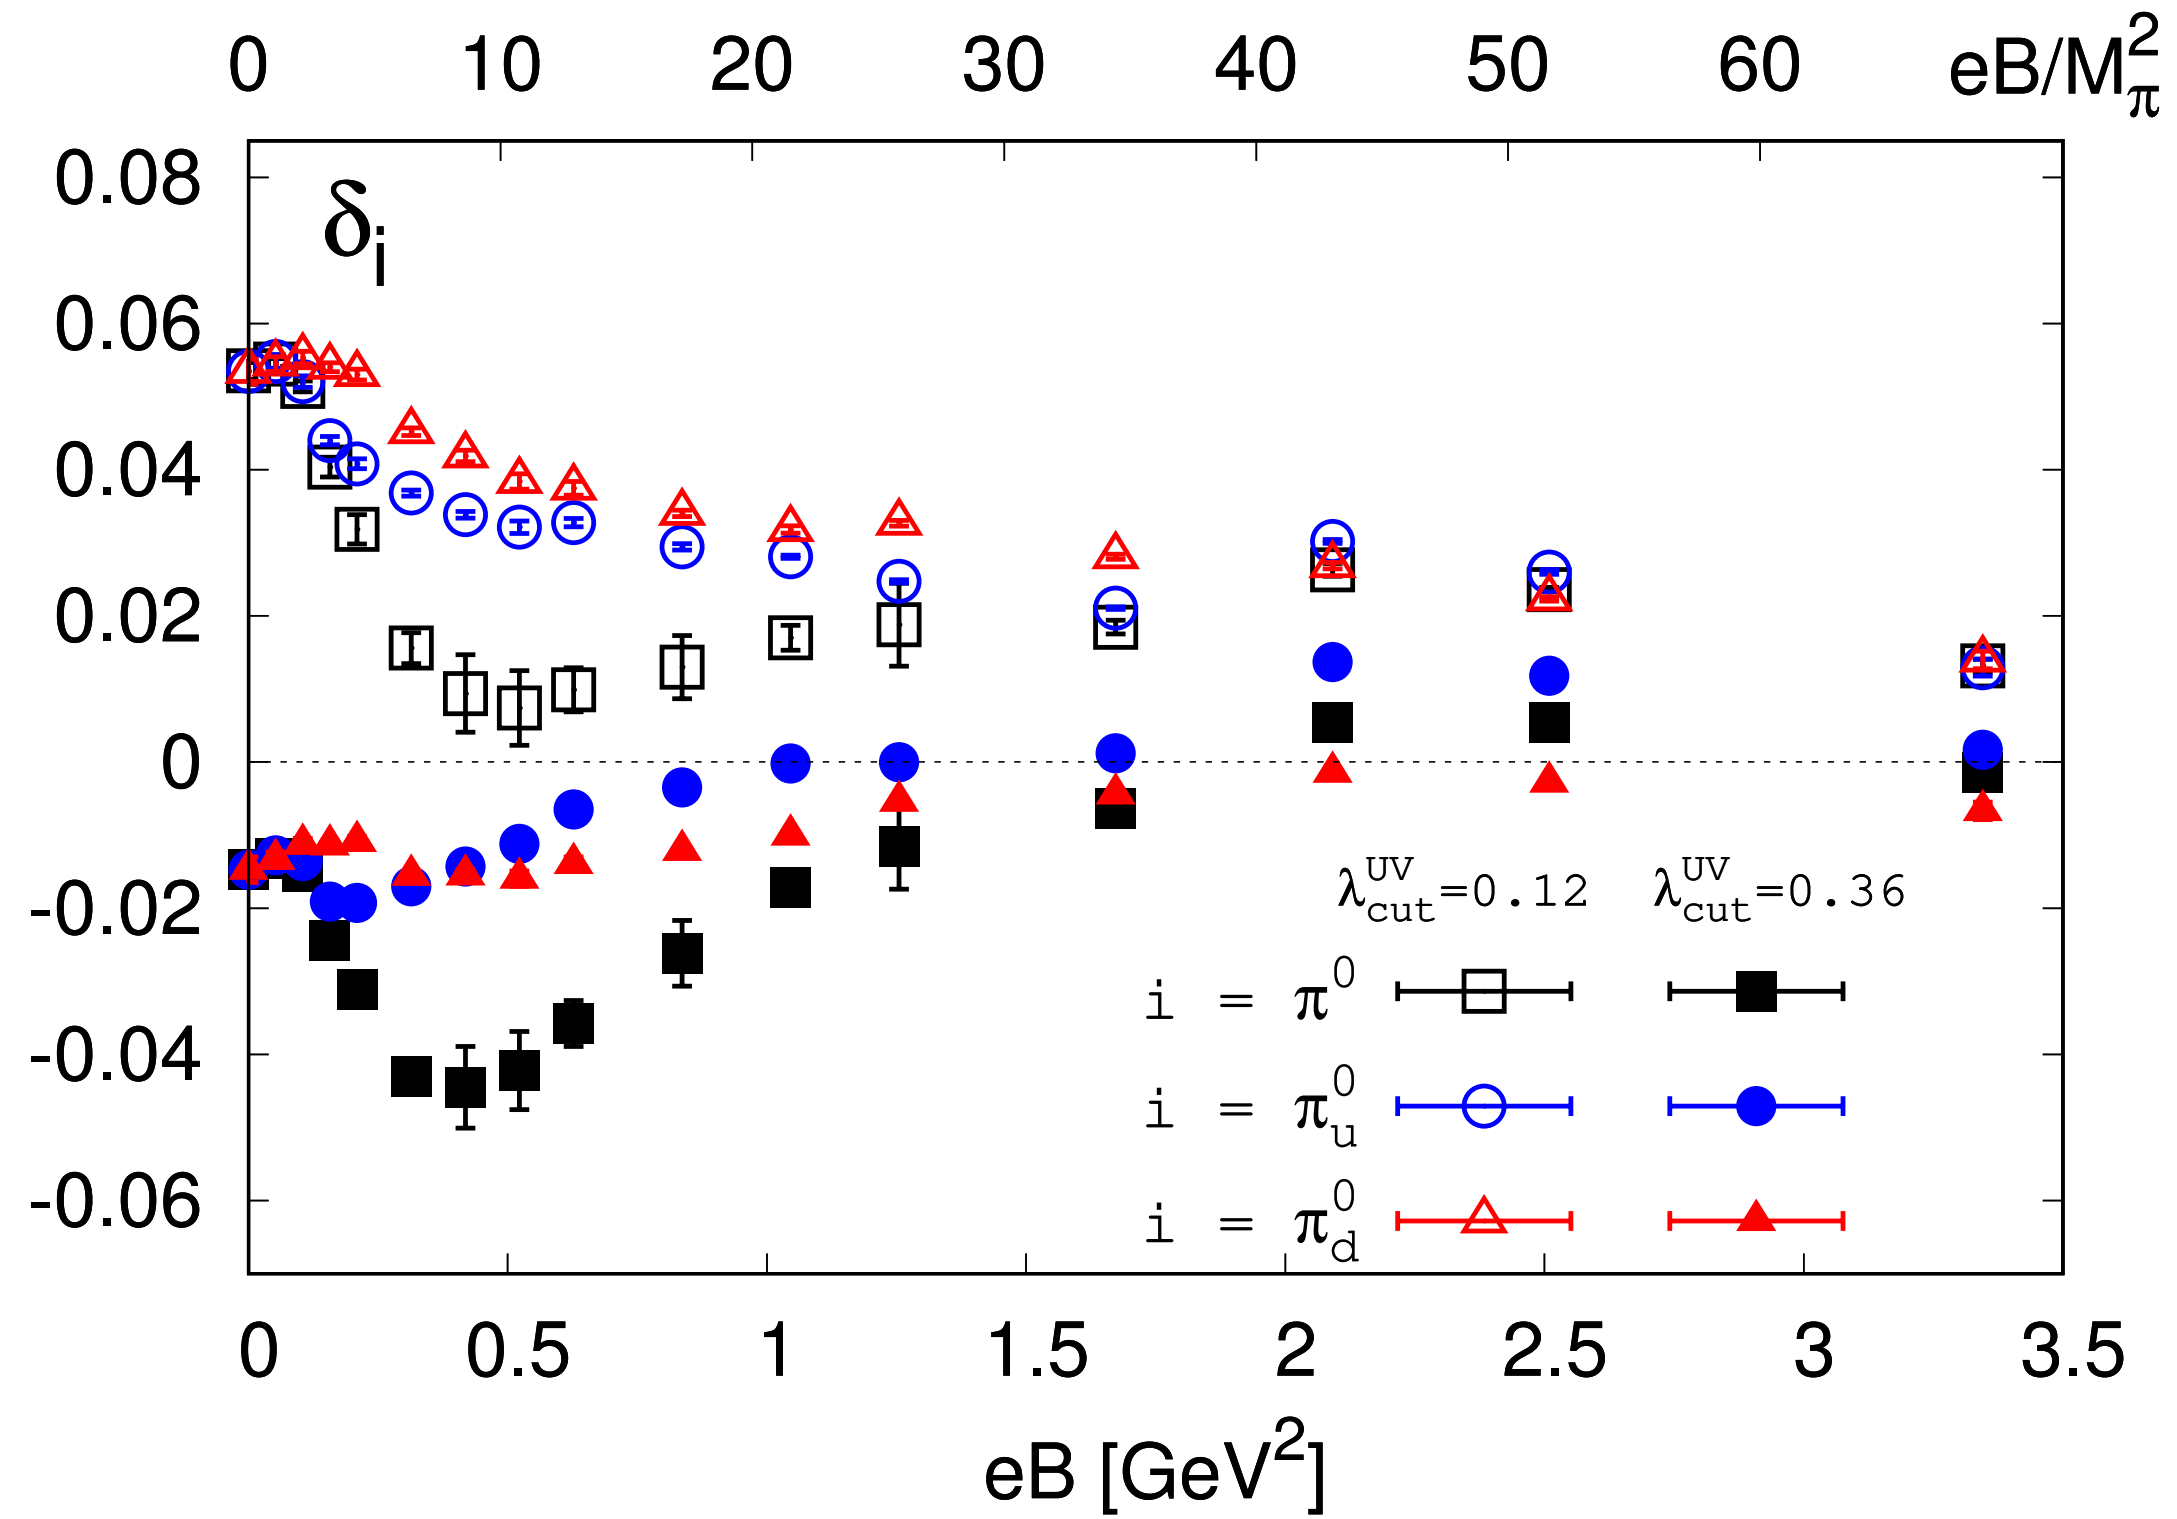 0 10 20 30 40 50 60 eB/M_π^2
0.08
δ_i
0.06
0.04
0.02
0
-0.02
λ_cut^UV=0.12 λ_cut^UV=0.36
i = π^0
-0.04
i = π_u^0
-0.06
i = π_d^0
0 0.5 1 1.5 2 2.5 3 3.5
eB [GeV^2]